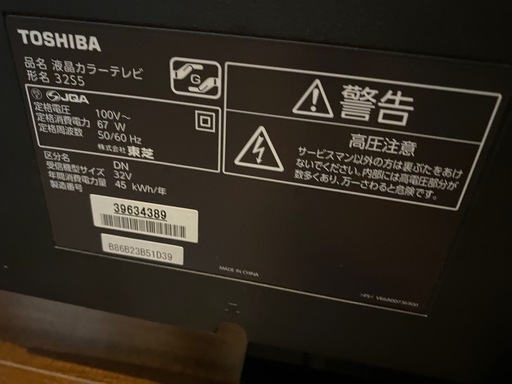 TOSHIBA
品名 液晶カラーテレビ
形名 32S5
G
JQA
定格電圧 100V～
定格消費電力 67 W
定格周波数 50/60 Hz
株式会社 東芝
区分名 DN
受信機型サイズ 32V
年間消費電力量 45 kWh/年
製造番号
39634389
B86B23B51D39
警告
高圧注意
サービスマン以外の方は裏ぶたをあけ
ないでください。内部には高電圧部分が
数多くあり、万一さわると危険です。
MADE IN CHINA